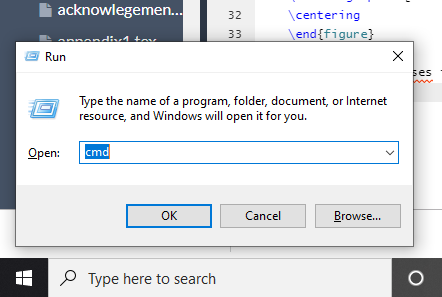 acknowlegemen...
appendix1.tex
32 \centering
33 \end{figure}
Run
Type the name of a program, folder, document, or Internet
resource, and Windows will open it for you.
Open: cmd
OK Cancel Browse...
Type here to search